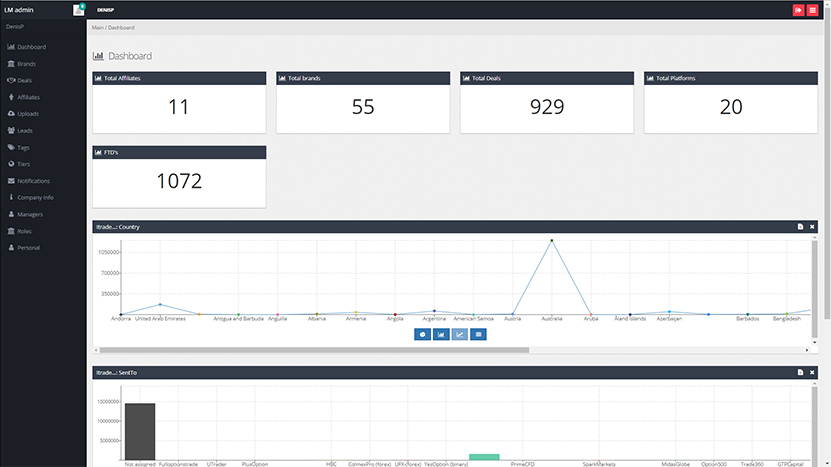 I.M admin
DENISP
DenisP
Main / Dashboard
Dashboard
Brands
Deals
Affiliates
Uploads
Leads
Tags
Tiers
Notifications
Company Info
Managers
Roles
Personal
Dashboard
Total Affiliates
11
Total brands
55
Total Deals
929
Total Platforms
20
FTD's
1072
Itrade...: Country
1050000
700000
350000
Andorra United Arab Emirates Antigua and Barbuda Anguilla Albania Armenia Angola Argentina American Samoa Austria Australia Aruba Åland Islands Azerbaijan Barbados Bangladesh
Itrade...: SentTo
15000000
10000000
5000000
Not assigned Fulloptiontrade UTrader PlusOption HBC ColmexPro (forex) UFX (forex) YesOption (binary) PrimeCFD SparkMarkets MidasGlobe Option500 Trade360 GTPCapital